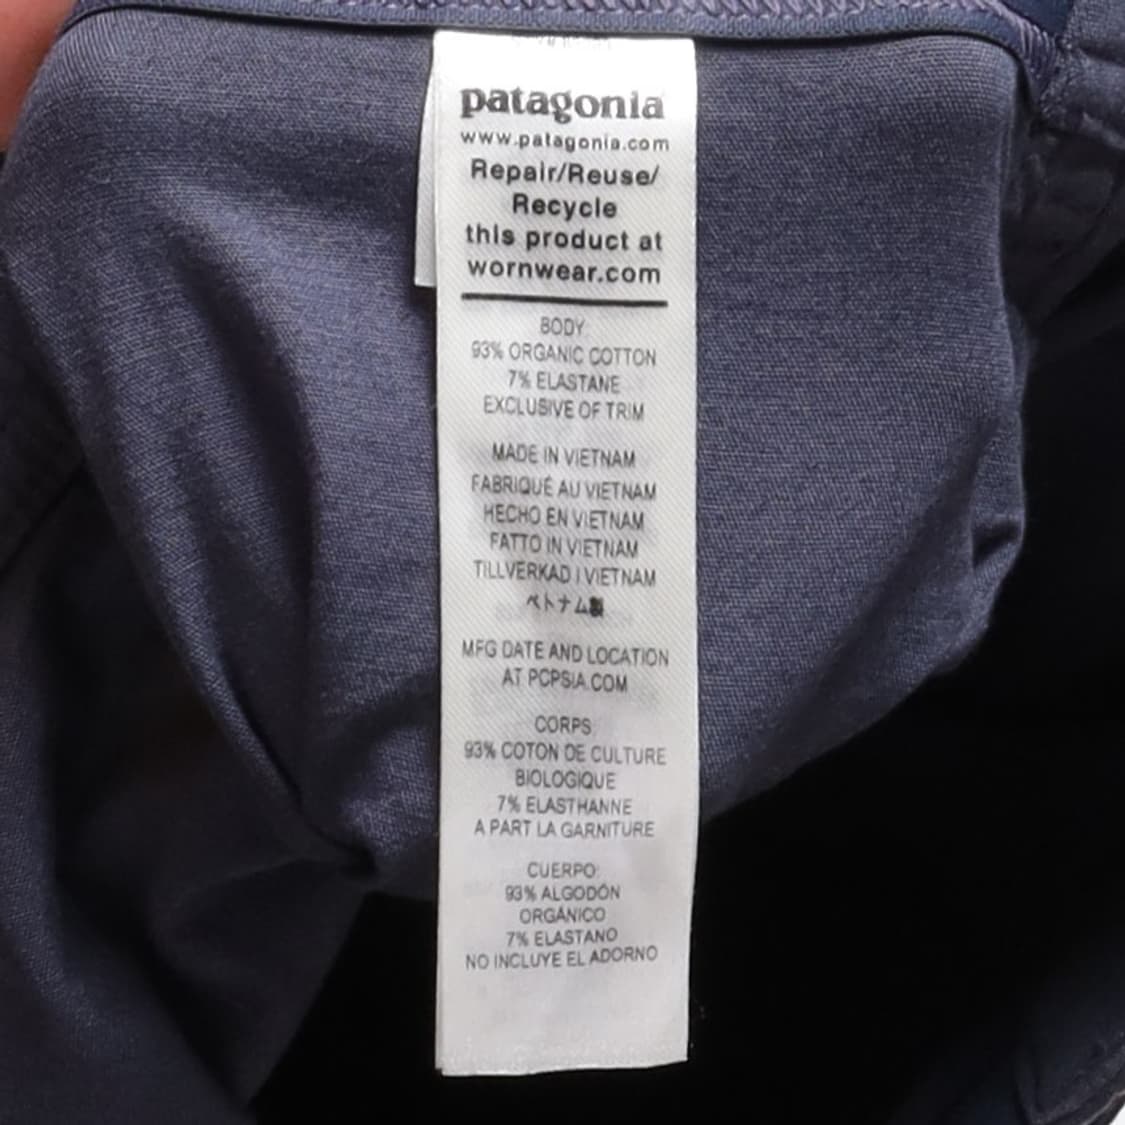 patagonia
www.patagonia.com
Repair/Reuse/
Recycle
this product at
wornwear.com
BODY:
93% ORGANIC COTTON
7% ELASTANE
EXCLUSIVE OF TRIM
MADE IN VIETNAM
FABRIQUÉ AU VIETNAM
HECHO EN VIETNAM
FATTO IN VIETNAM
TILLVERKAD I VIETNAM
ベトナム製
MFG DATE AND LOCATION
AT PCPSIA.COM
CORPS:
93% COTON DE CULTURE
BIOLOGIQUE
7% ELASTHANNE
A PART LA GARNITURE
CUERPO:
93% ALGODÓN
ORGÁNICO
7% ELASTANO
NO INCLUYE EL ADORNO